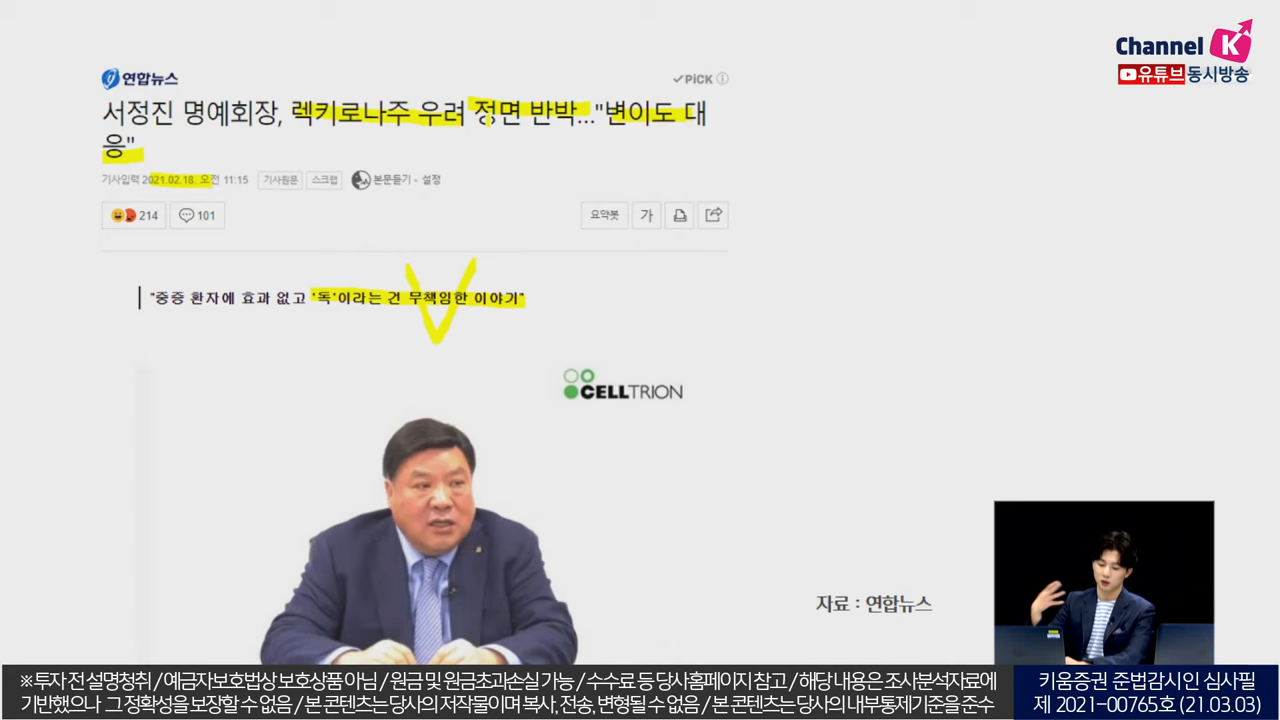 Channel K
유튜브 동시방송
연합뉴스
PiCK
서정진 명예회장, 렉키로나주 우려 정면 반박..."변이도 대
응"
기사입력 2021.02.18. 오전 11:15 기사원문 스크랩 본문듣기 · 설정
214 101 요약봇 가
"중증 환자에 효과 없고 '독'이라는 건 무책임한 이야기"
CELLTRION
자료 : 연합뉴스
※ 투자 전 설명청취 / 예금자보호법상 보호상품 아님 / 원금 및 원금초과손실 가능 / 수수료 등 당사홈페이지 참고 / 해당 내용은 조사분석자료에
기반했으나 그 정확성을 보장할 수 없음 / 본 콘텐츠는 당사의 저작물이며 복사, 전송, 변형될 수 없음 / 본 콘텐츠는 당사의 내부통제기준을 준수
키움증권 준법감시인 심사필
제 2021-00765호 (21.03.03)